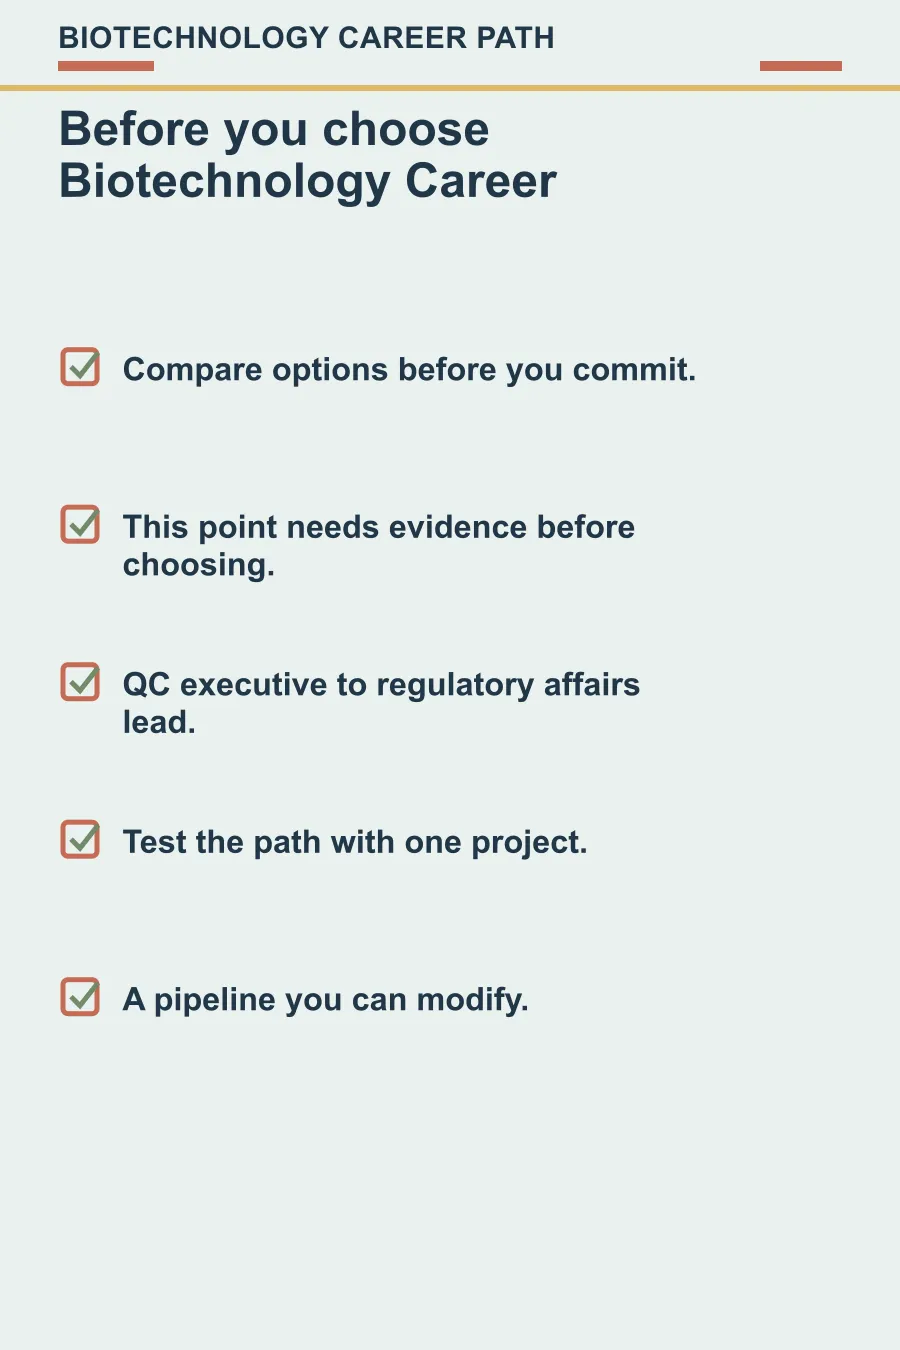 BIOTECHNOLOGY CAREER PATH
Before you choose
Biotechnology Career
Compare options before you commit.
This point needs evidence before
choosing.
QC executive to regulatory affairs
lead.
Test the path with one project.
A pipeline you can modify.